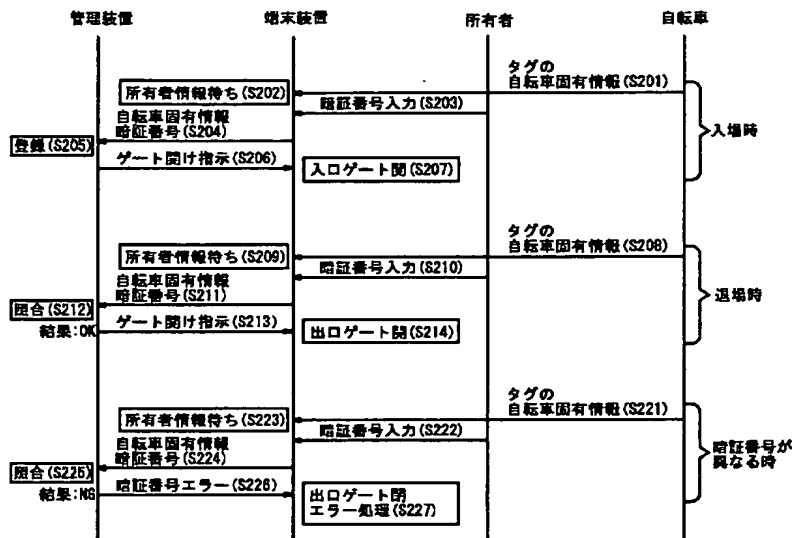 管理装置
端末装置
所有者
自転車
タグの
自転車固有情報(S201)
所有者情報待ち(S202)
暗証番号入力(S203)
自転車固有情報
暗証番号(S204)
登録(S205)
ゲート開け指示(S206)
入口ゲート開(S207)
入場時
タグの
自転車固有情報(S208)
所有者情報待ち(S209)
暗証番号入力(S210)
自転車固有情報
暗証番号(S211)
照合(S212)
結果:OK
ゲート開け指示(S213)
出口ゲート開(S214)
退場時
タグの
自転車固有情報(S221)
所有者情報待ち(S223)
暗証番号入力(S222)
自転車固有情報
暗証番号(S224)
照合(S225)
結果:NG
暗証番号エラー(S226)
出口ゲート閉
エラー処理(S227)
暗証番号が
異なる時